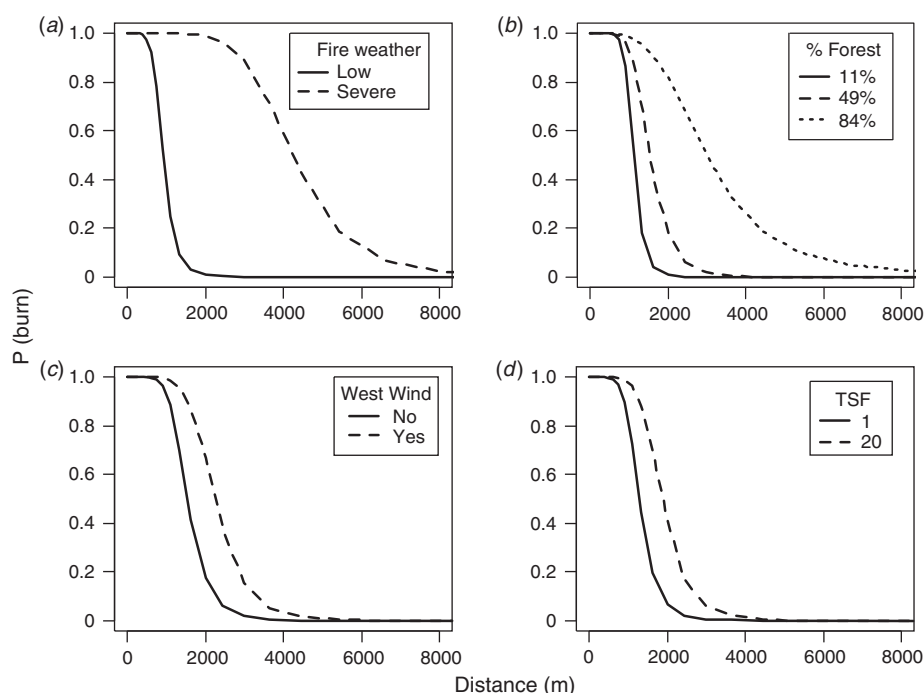 (a)
1.0
0.8
0.6
0.4
0.2
0
0 2000 4000 6000 8000
Fire weather
Low
Severe
(b)
1.0
0.8
0.6
0.4
0.2
0
0 2000 4000 6000 8000
% Forest
11%
49%
84%
P (burn)
(c)
1.0
0.8
0.6
0.4
0.2
0
0 2000 4000 6000 8000
West Wind
No
Yes
(d)
1.0
0.8
0.6
0.4
0.2
0
0 2000 4000 6000 8000
TSF
1
20
Distance (m)